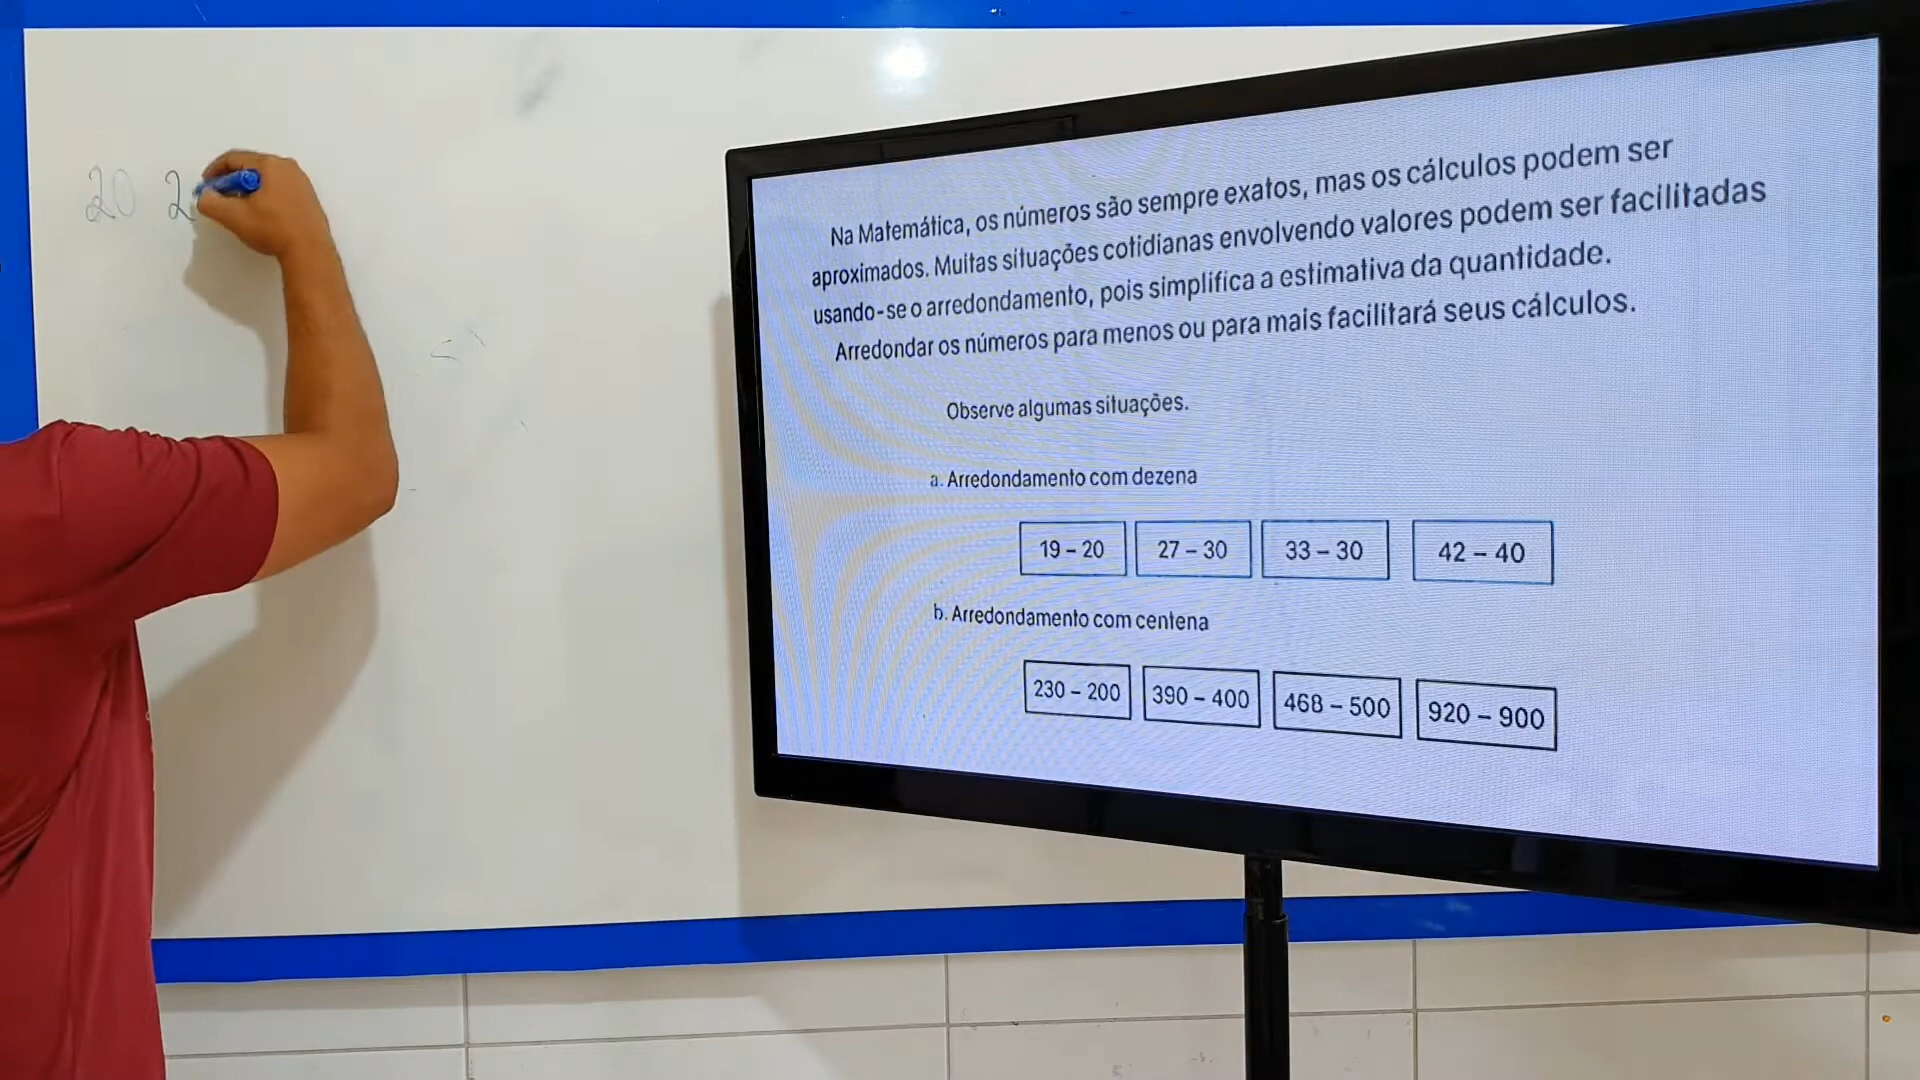 20 2
Na Matemática, os números são sempre exatos, mas os cálculos podem ser
aproximados. Muitas situações cotidianas envolvendo valores podem ser facilitadas
usando-se o arredondamento, pois simplifica a estimativa da quantidade.
Arredondar os números para menos ou para mais facilitará seus cálculos.
Observe algumas situações.
a. Arredondamento com dezena
19 – 20 27 – 30 33 – 30 42 – 40
b. Arredondamento com centena
230 – 200 390 – 400 468 – 500 920 – 900